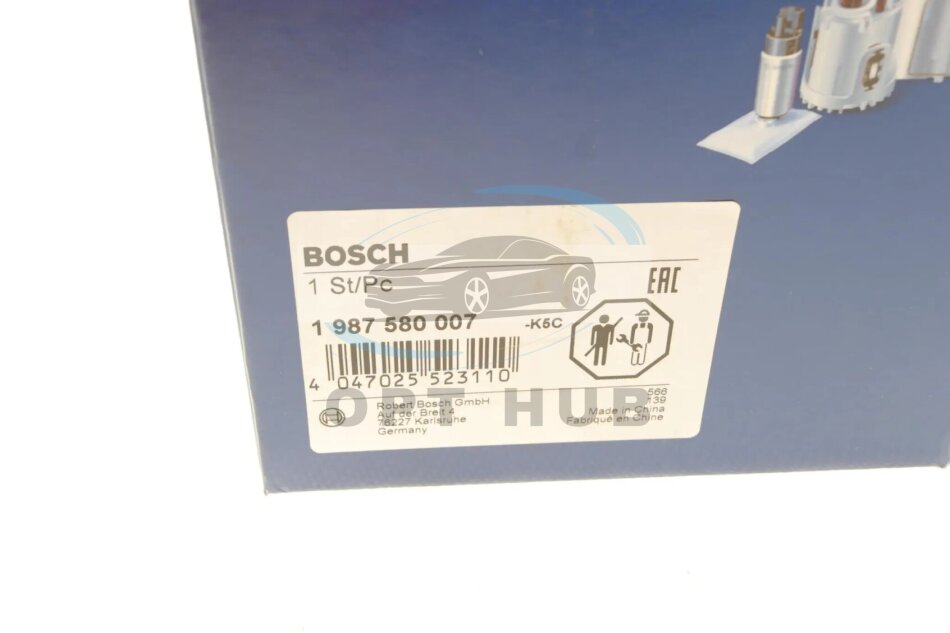 BOSCH
1 St/Pc
EAC
1 987 580 007
-K5C
4 047025 523110
Robert Bosch GmbH
Auf der Breit 4
76227 Karlsruhe
Germany
566
139
Made in China
Fabriqué en Chine
OPT HUB